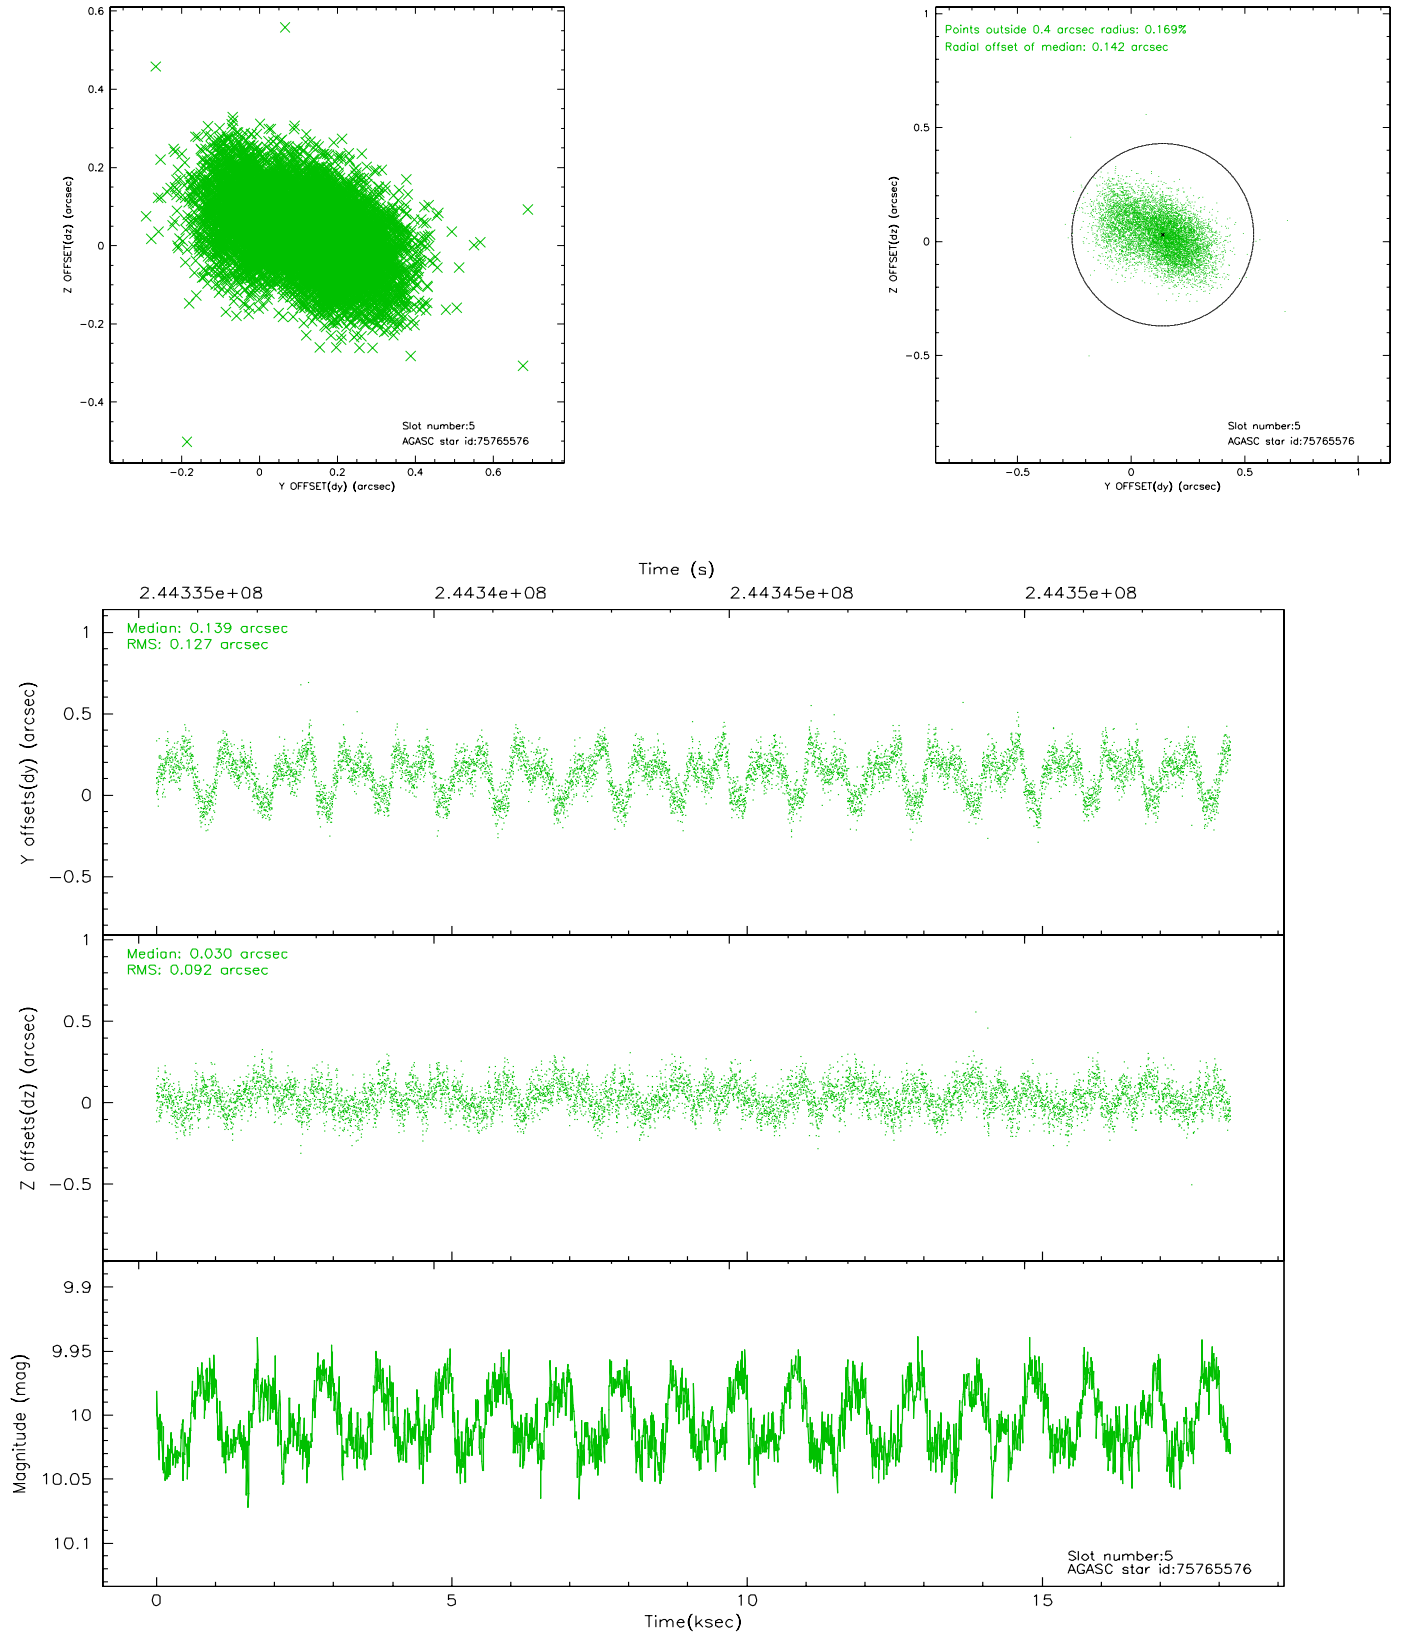 0.6
0.4
0.2
0
−0.2
−0.4
Z OFFSET(dz) (arcsec)
Slot number:5
AGASC star id:75765576
−0.2 0 0.2 0.4 0.6
Y OFFSET(dy) (arcsec)
Points outside 0.4 arcsec radius: 0.169%
Radial offset of median: 0.142 arcsec
1
0.5
0
−0.5
Z OFFSET(dz) (arcsec)
Slot number:5
AGASC star id:75765576
−0.5 0 0.5 1
Y OFFSET(dy) (arcsec)
Time (s)
2.44335e+08 2.4434e+08 2.44345e+08 2.4435e+08
Median: 0.139 arcsec
RMS: 0.127 arcsec
1
0.5
0
−0.5
Y offsets(dy) (arcsec)
Median: 0.030 arcsec
RMS: 0.092 arcsec
1
0.5
0
−0.5
Z offsets(dz) (arcsec)
9.9
9.95
10
10.05
10.1
Magnitude (mag)
Slot number:5
AGASC star id:75765576
0 5 10 15
Time(ksec)